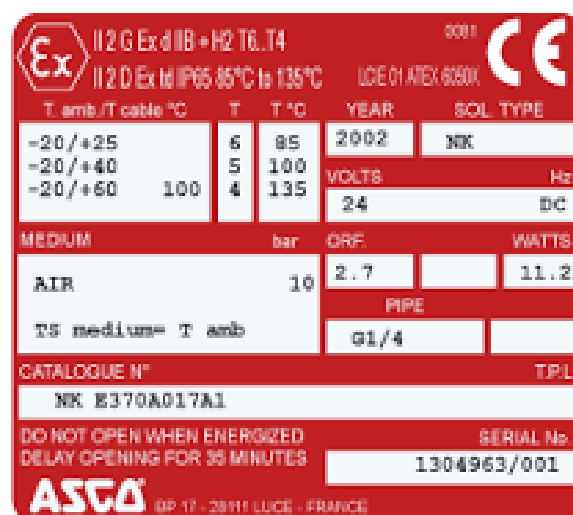 Ex
II 2 G Ex d IIB + H2 T6..T4
0081
CE
II 2 D Ex td IP65 85°C to 135°C
LCIE 01 ATEX 6060X
T. amb./T cable °C T T °C YEAR SOL. TYPE
-20/+25 6 85 2002 NK
-20/+40 5 100
-20/+60 100 4 135
VOLTS Hz
24 DC
MEDIUM bar ORF. WATTS
AIR 10 2.7 11.2
PIPE
TS medium= T amb G1/4
CATALOGUE N° T.P.L
NK E370A017A1
DO NOT OPEN WHEN ENERGIZED
DELAY OPENING FOR 35 MINUTES
SERIAL No.
1304963/001
ASCO BP 17 - 28111 LUCE - FRANCE